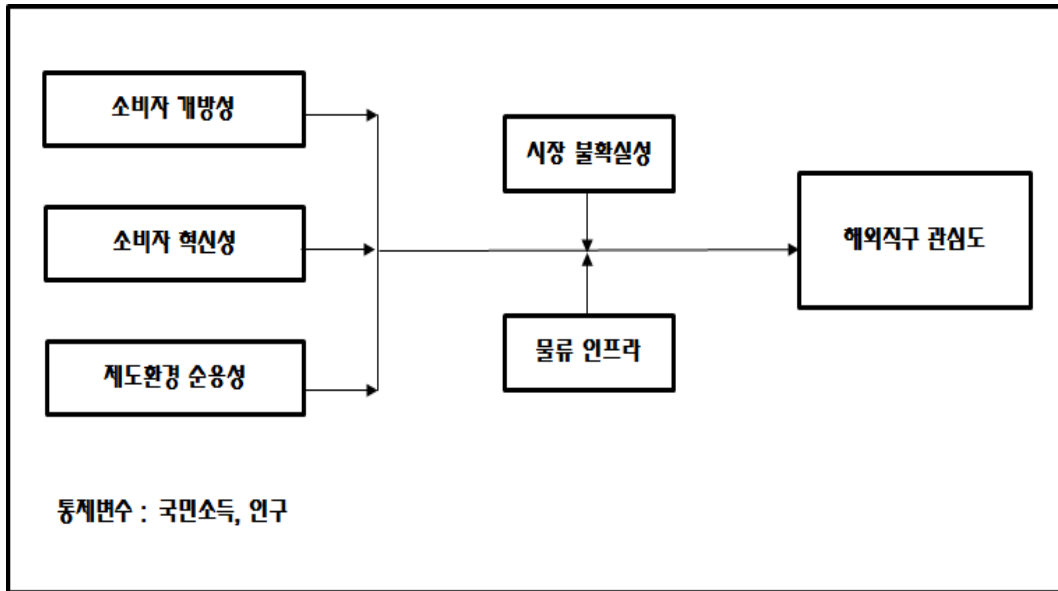 소비자 개방성
시장 불확실성
소비자 혁신성
해외직구 관심도
물류 인프라
제도환경 순용성
통제변수 : 국민소득, 인구